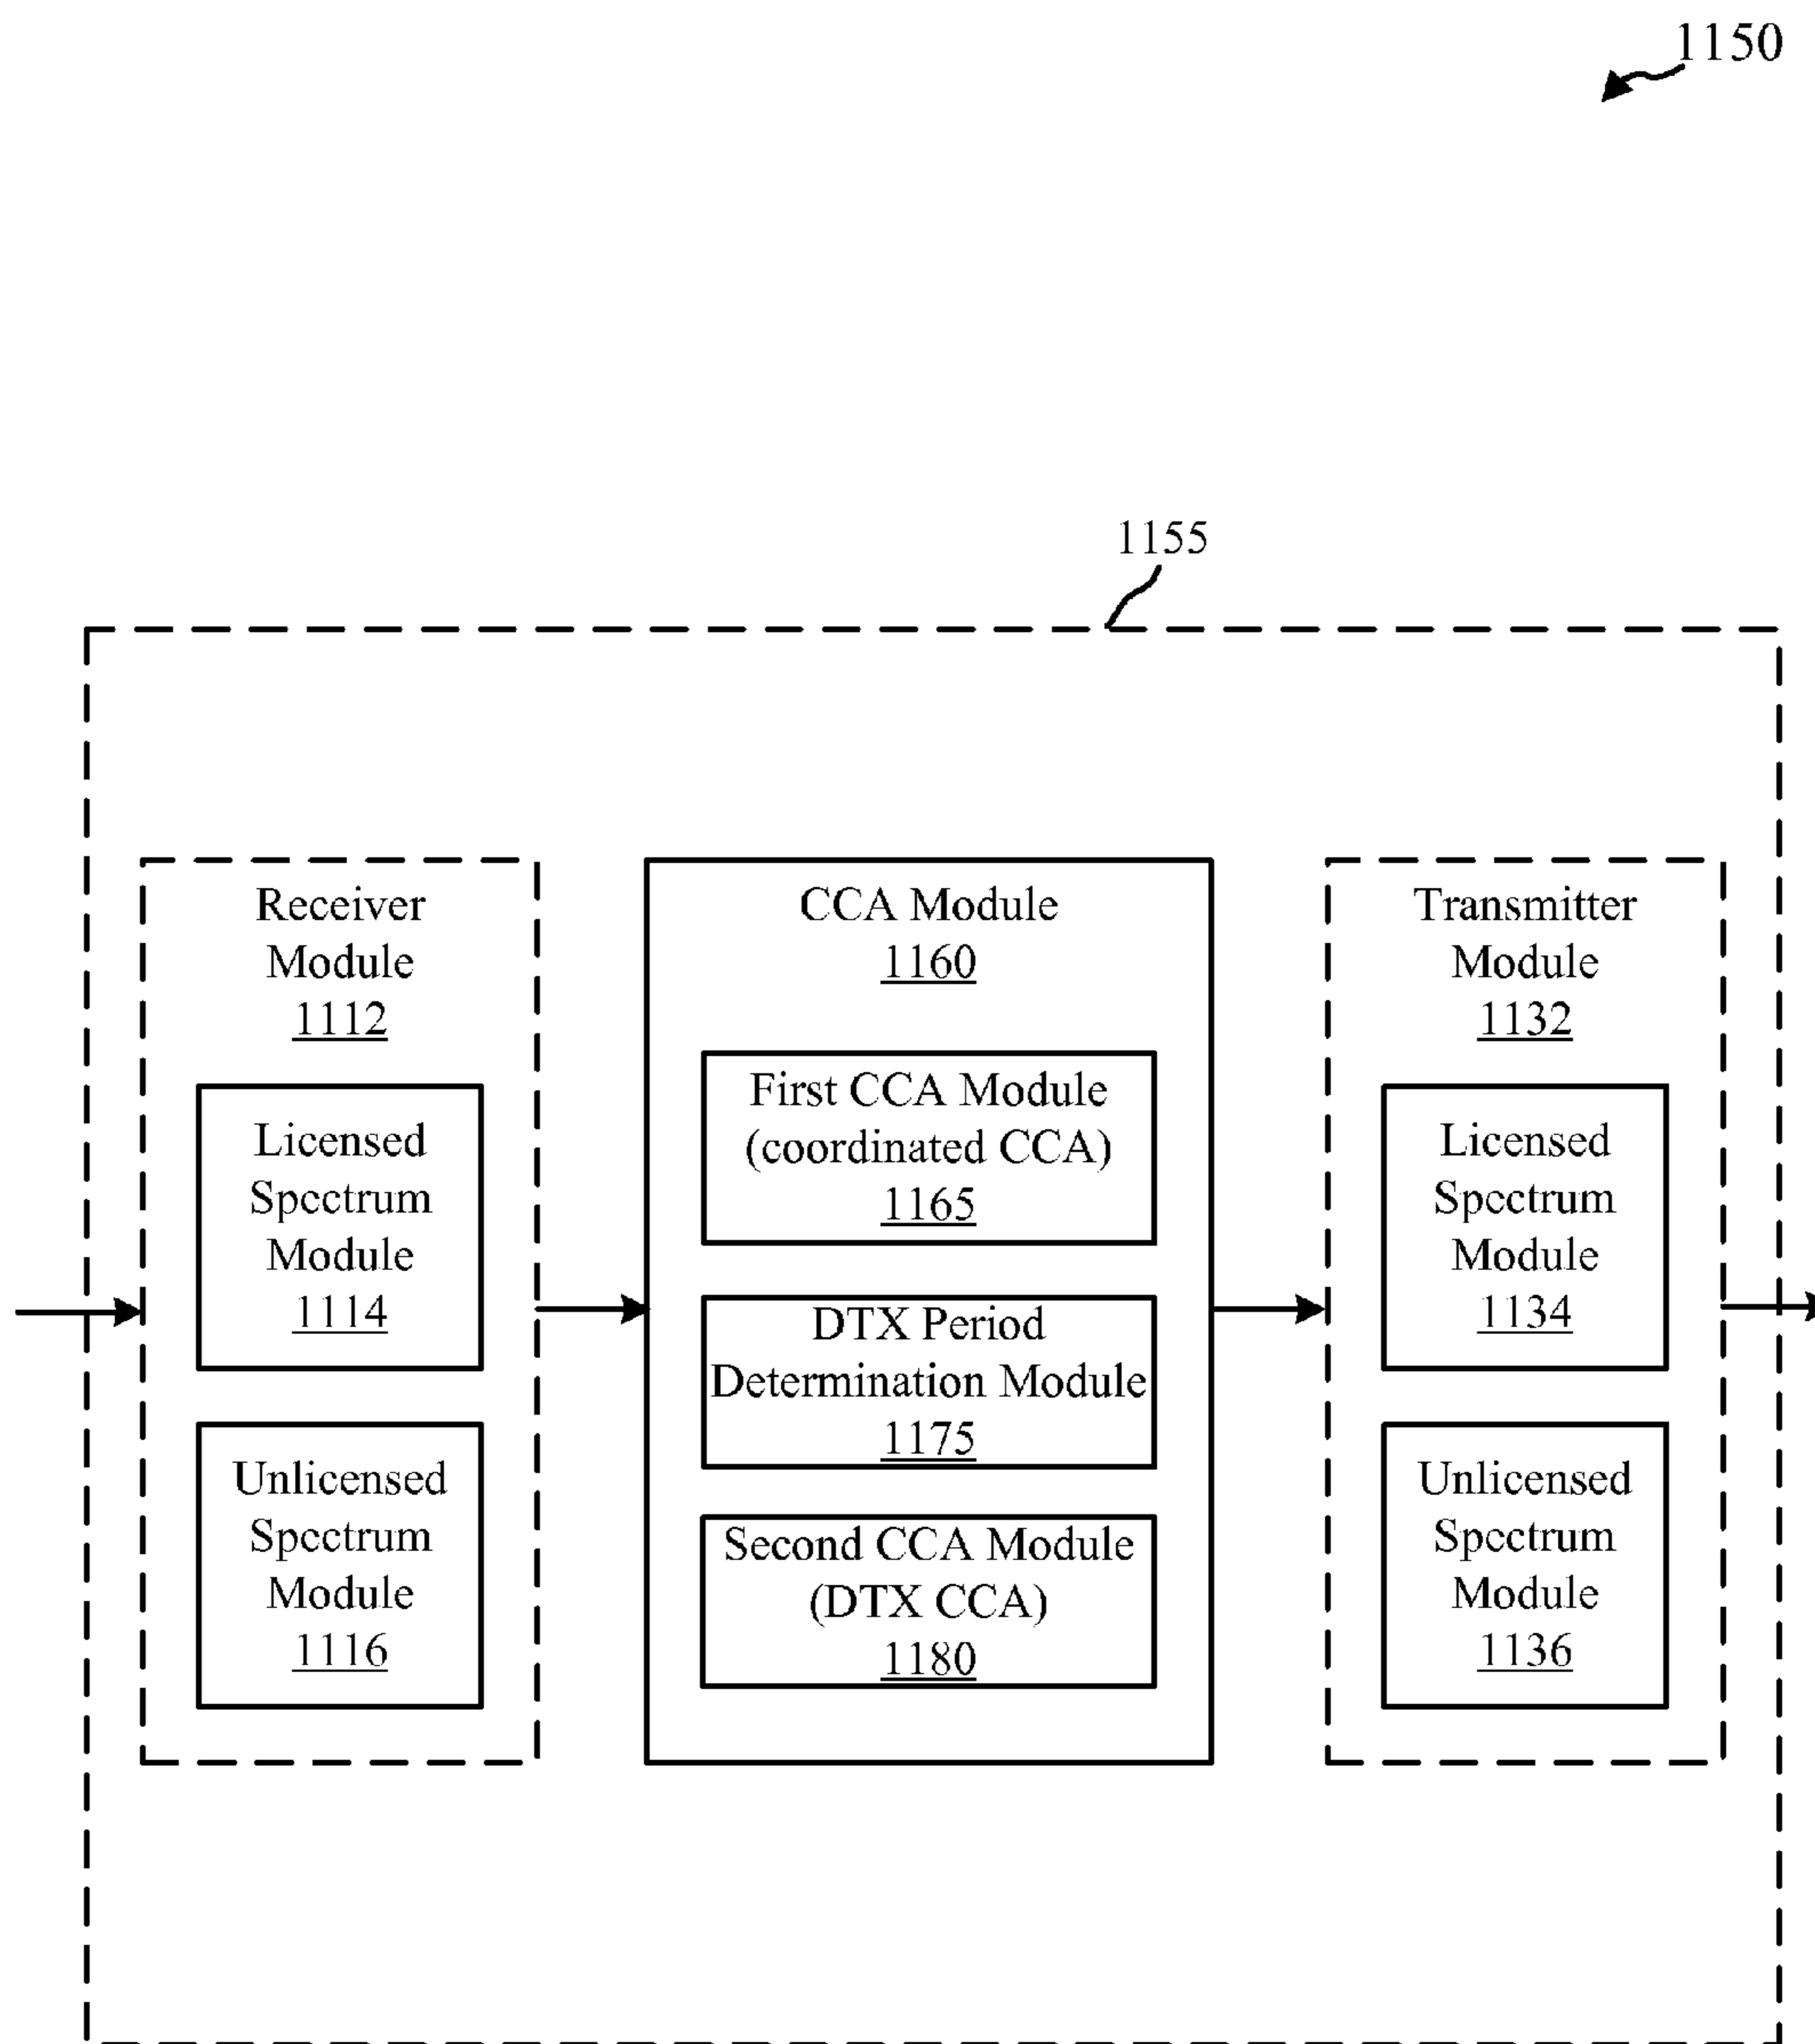 1150
1155
Receiver
Module
1112
Licensed
Spectrum
Module
1114
Unlicensed
Spectrum
Module
1116
CCA Module
1160
First CCA Module
(coordinated CCA)
1165
DTX Period
Determination Module
1175
Second CCA Module
(DTX CCA)
1180
Transmitter
Module
1132
Licensed
Spectrum
Module
1134
Unlicensed
Spectrum
Module
1136